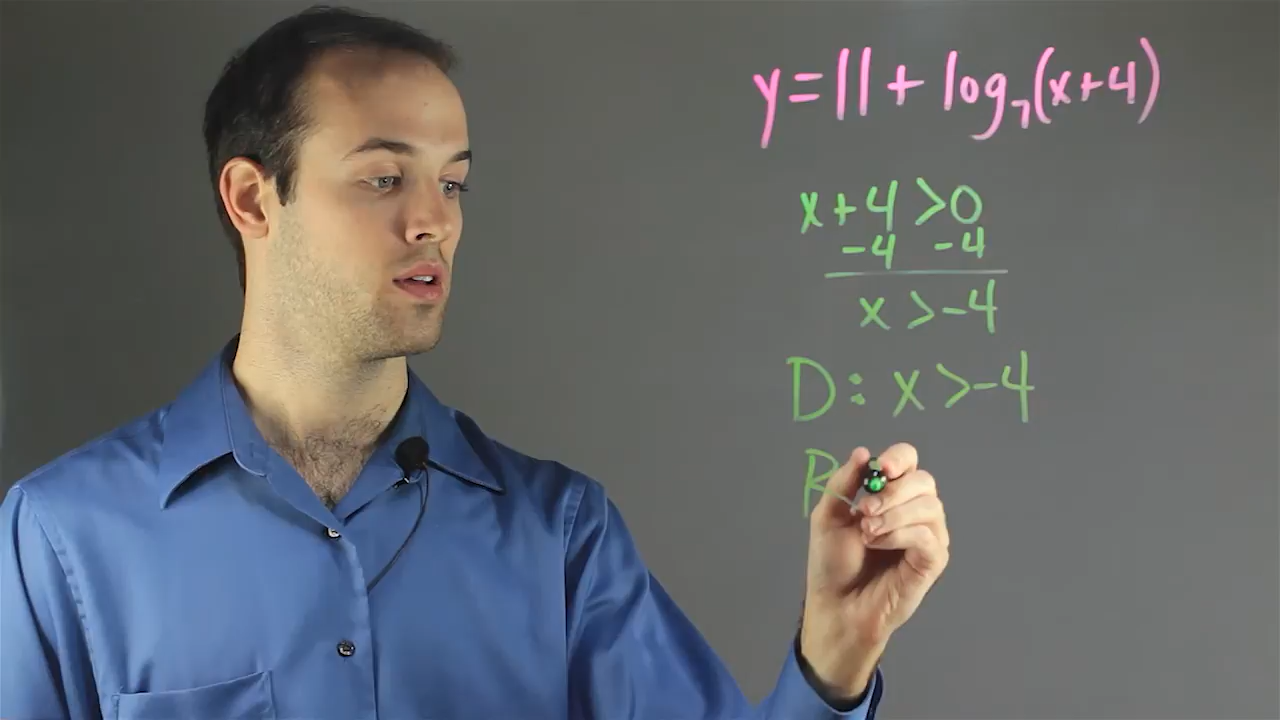 y=11+log₇(x+4)
x+4>0
-4 -4
x>-4
D: x>-4
R